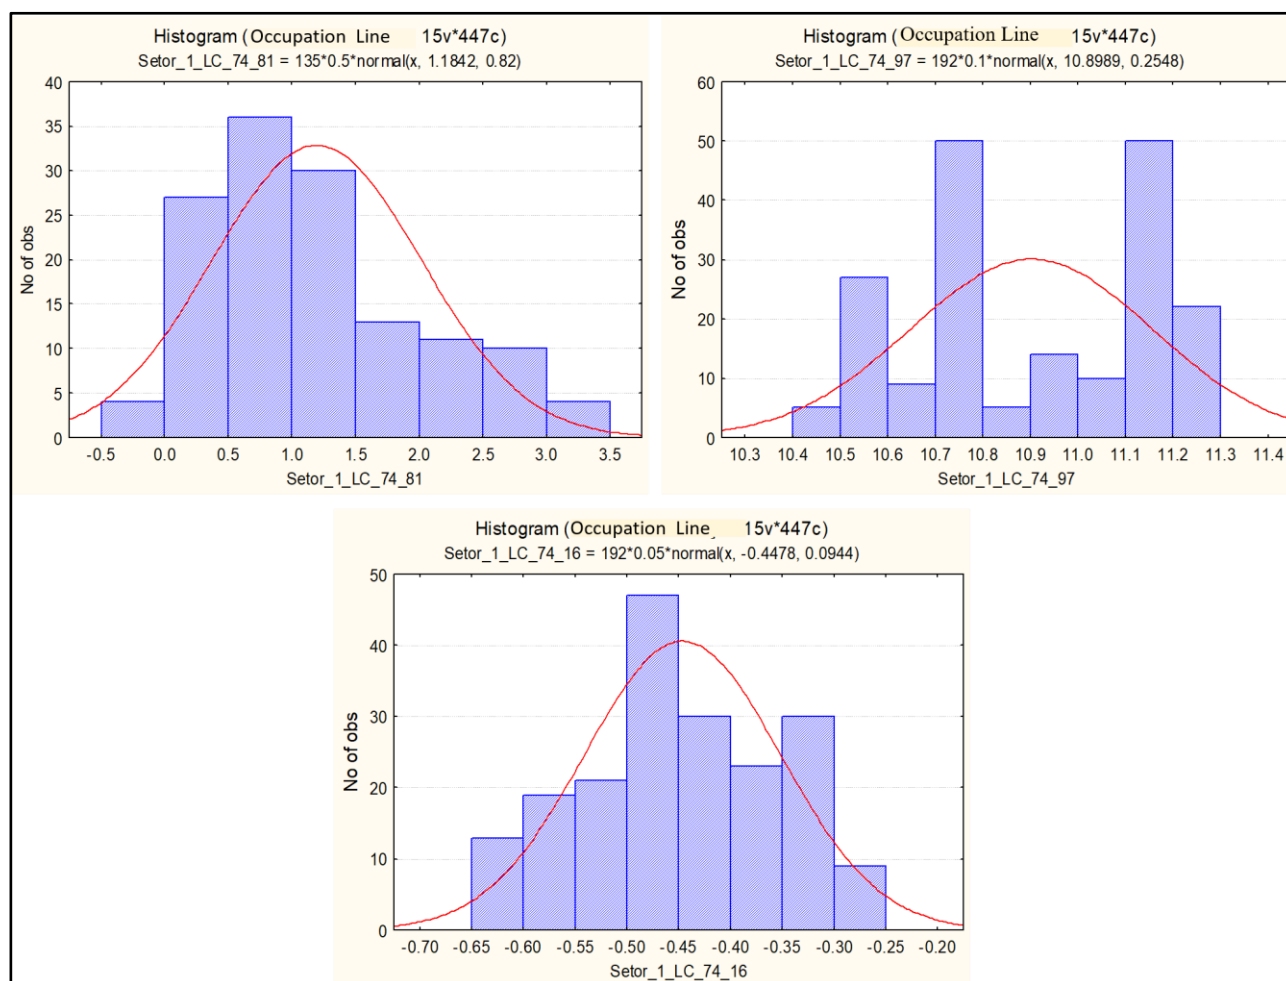 Histogram (Occupation Line 15v*447c)
Setor_1_LC_74_81 = 135*0.5*normal(x, 1.1842, 0.82)
40
35
30
25
20
15
10
5
0
No of obs
-0.5 0.0 0.5 1.0 1.5 2.0 2.5 3.0 3.5
Setor_1_LC_74_81
Histogram (Occupation Line 15v*447c)
Setor_1_LC_74_97 = 192*0.1*normal(x, 10.8989, 0.2548)
60
50
40
30
20
10
0
No of obs
10.3 10.4 10.5 10.6 10.7 10.8 10.9 11.0 11.1 11.2 11.3 11.4
Setor_1_LC_74_97
Histogram (Occupation Line, 15v*447c)
Setor_1_LC_74_16 = 192*0.05*normal(x, -0.4478, 0.0944)
50
40
30
20
10
0
No of obs
-0.70 -0.65 -0.60 -0.55 -0.50 -0.45 -0.40 -0.35 -0.30 -0.25 -0.20
Setor_1_LC_74_16